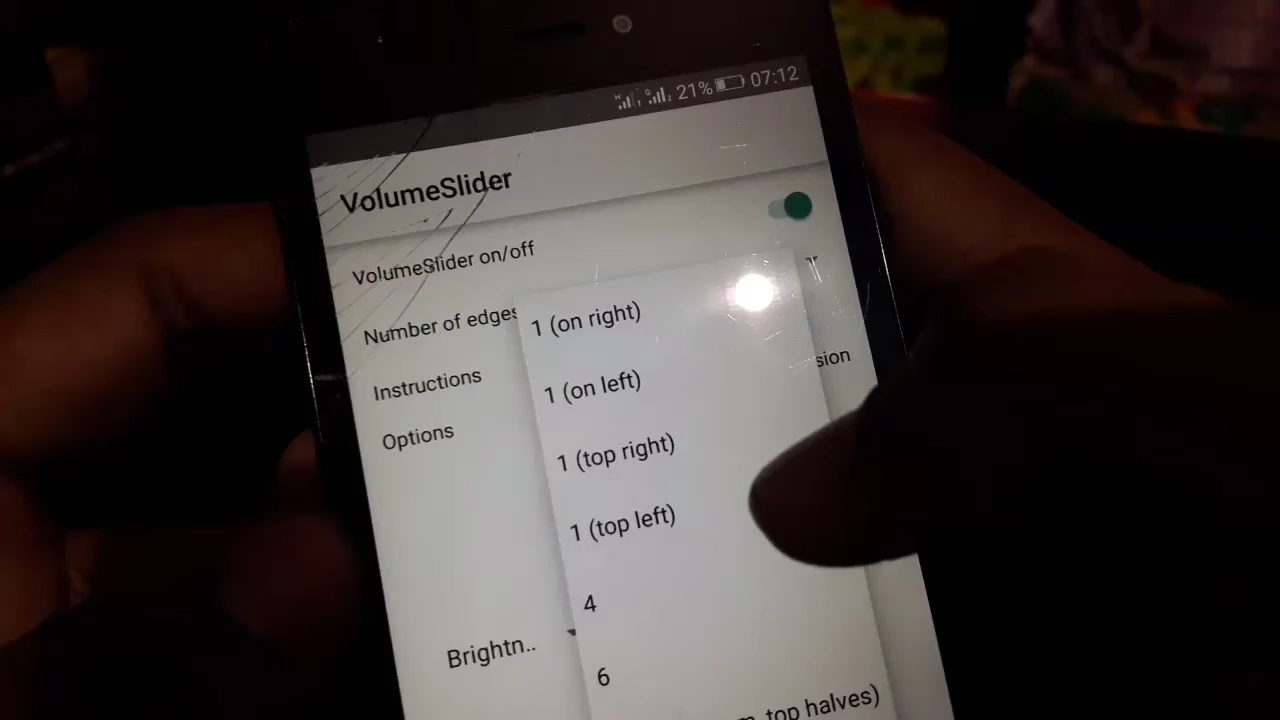 21% 07:12
VolumeSlider
VolumeSlider on/off
Number of edges
1 (on right)
Instructions
sion
1 (on left)
Options
1 (top right)
1 (top left)
4
Brightn..
6
top halves)